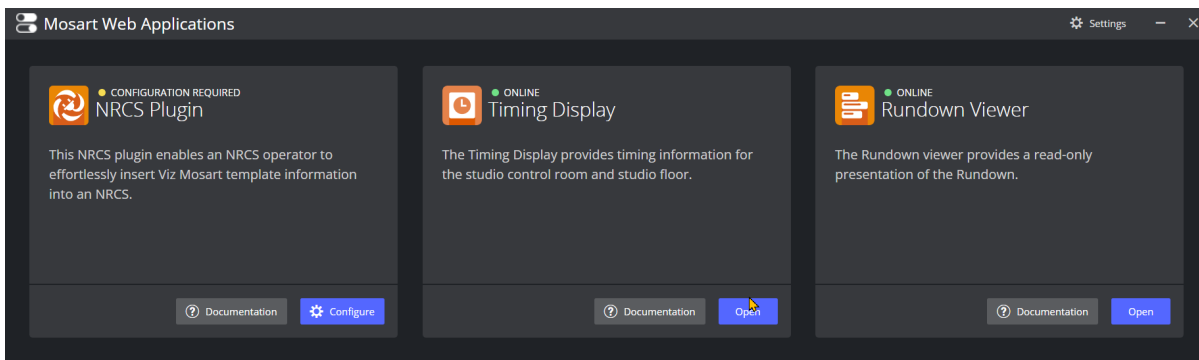 Mosart Web Applications
Settings
CONFIGURATION REQUIRED
NRCS Plugin
This NRCS plugin enables an NRCS operator to
effortlessly insert Viz Mosart template information
into an NRCS.
Documentation
Configure
ONLINE
Timing Display
The Timing Display provides timing information for
the studio control room and studio floor.
Documentation
Open
ONLINE
Rundown Viewer
The Rundown viewer provides a read-only
presentation of the Rundown.
Documentation
Open